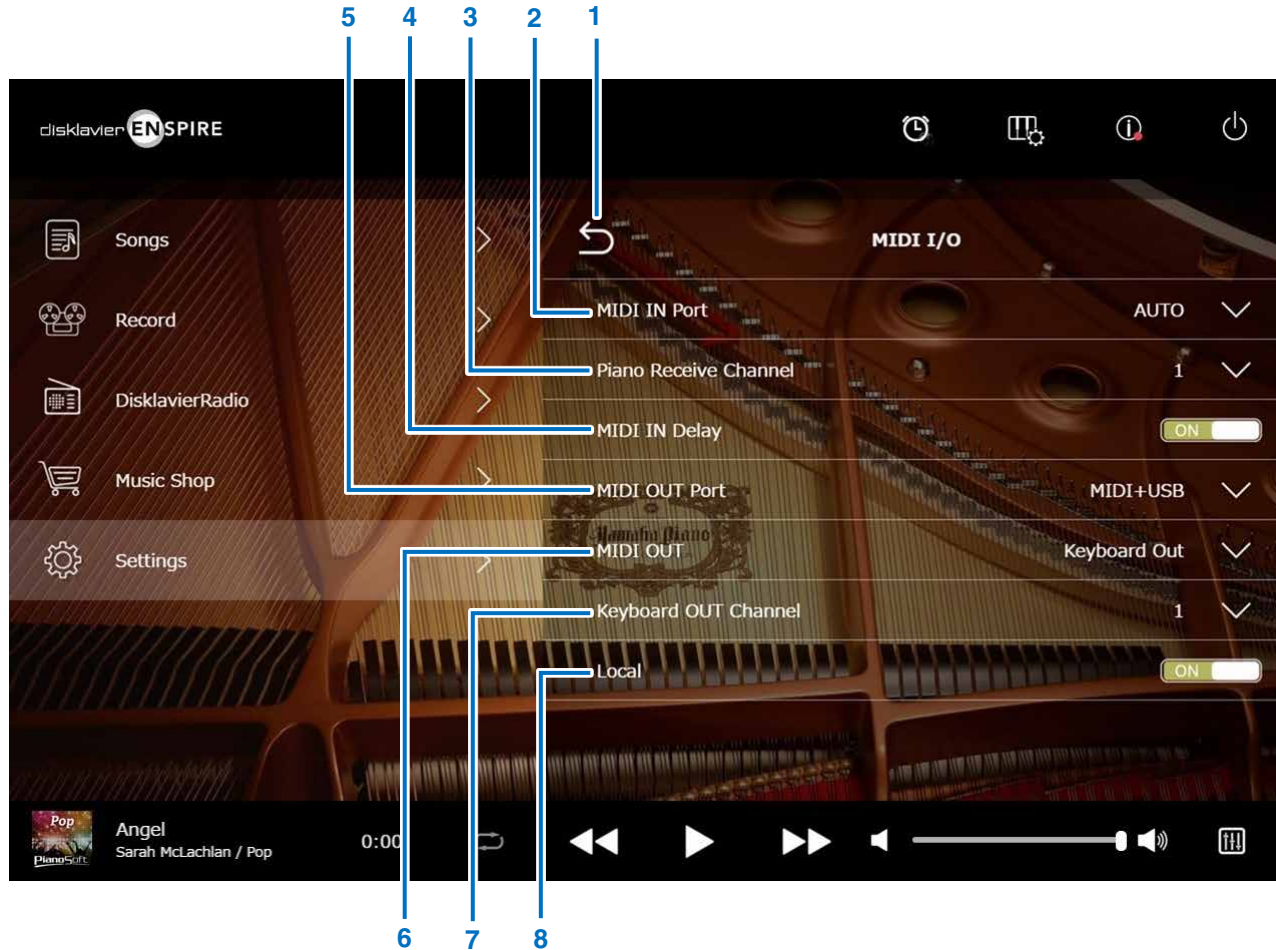 5 4 3 2 1
disklavier ENSPIRE
Songs
Record
DisklavierRadio
Music Shop
Settings
MIDI I/O
MIDI IN Port AUTO
Piano Receive Channel 1
MIDI IN Delay ON
MIDI OUT Port MIDI+USB
Yamaha Piano
MIDI OUT Keyboard Out
Keyboard OUT Channel 1
Local ON
Pop
PianoSoft
Angel
Sarah McLachlan / Pop
0:00
6 7 8